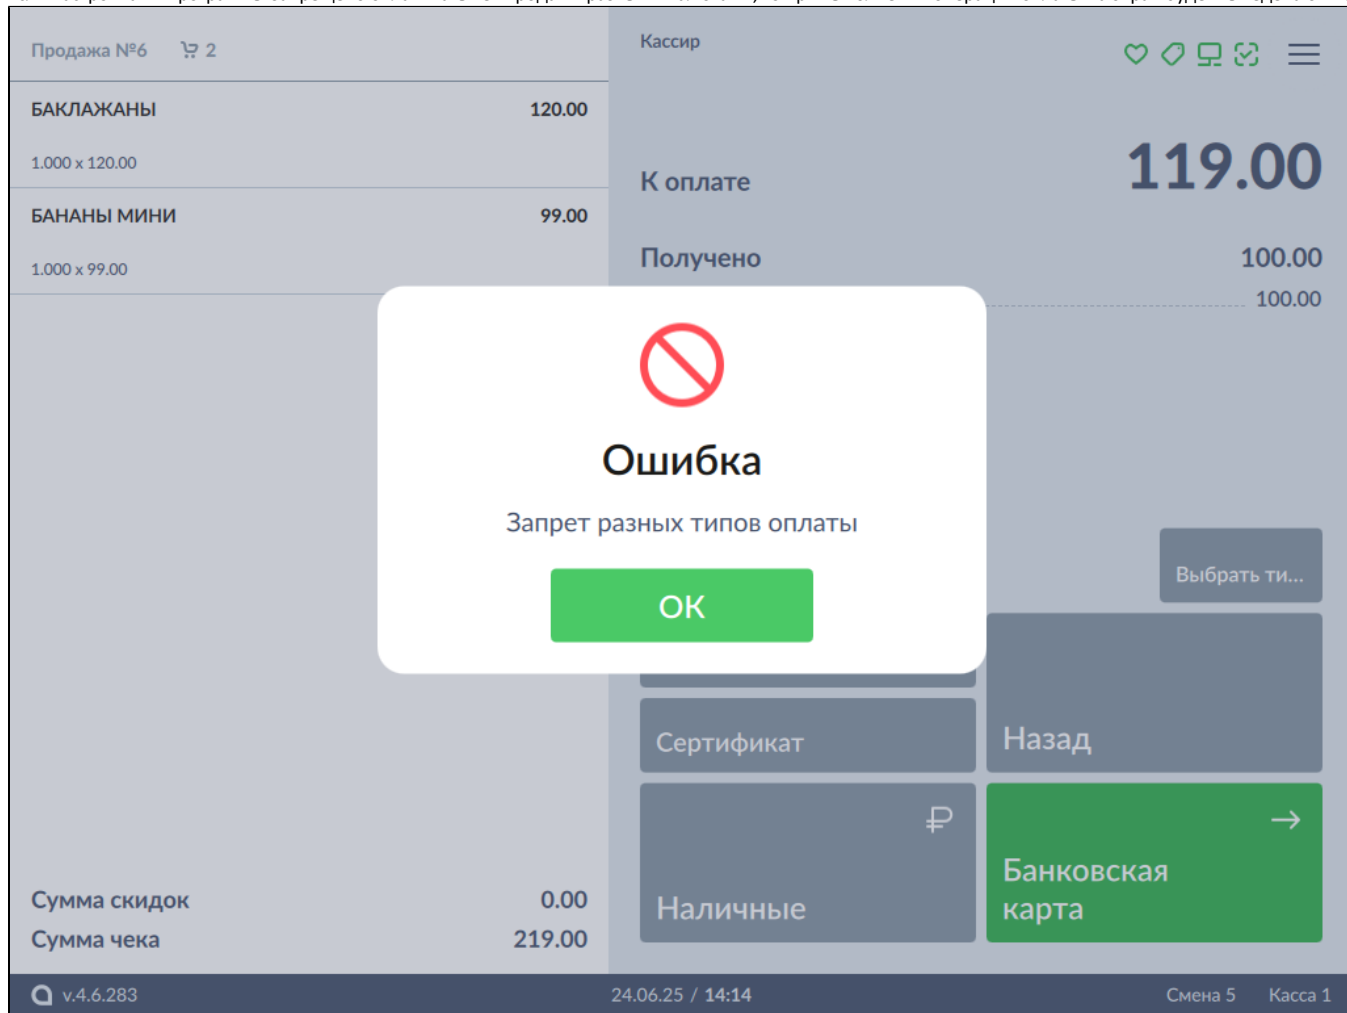 Продажа №6 2
БАКЛАЖАНЫ 120.00
1.000 x 120.00
БАНАНЫ МИНИ 99.00
1.000 x 99.00
Кассир
К оплате 119.00
Получено 100.00
100.00
Ошибка
Запрет разных типов оплаты
ОК
Выбрать ти...
Сертификат
Назад
Наличные
Банковская
карта
Сумма скидок 0.00
Сумма чека 219.00
v.4.6.283 24.06.25 / 14:14 Смена 5 Касса 1